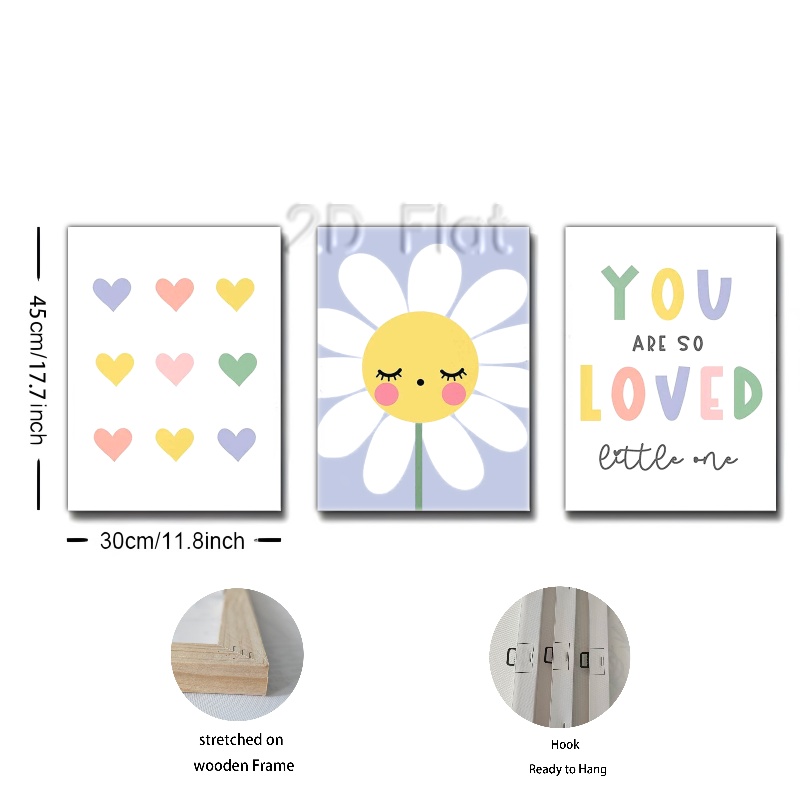 2D Flat
45cm/17.7inch
YOU
ARE SO
LOVED
little one
30cm/11.8inch
stretched on
wooden Frame
Hook
Ready to Hang